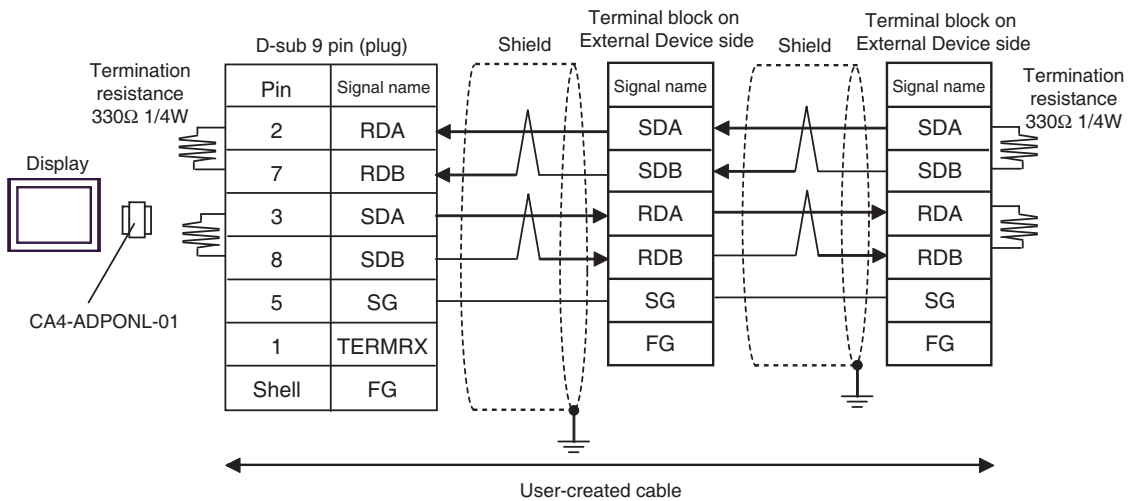 Terminal block on
External Device side
Terminal block on
External Device side
D-sub 9 pin (plug)
Shield
Shield
Termination
resistance
330Ω 1/4W
Termination
resistance
330Ω 1/4W
Display
CA4-ADPONL-01
Pin Signal name
2 RDA
7 RDB
3 SDA
8 SDB
5 SG
1 TERMRX
Shell FG
Signal name
SDA
SDB
RDA
RDB
SG
FG
Signal name
SDA
SDB
RDA
RDB
SG
FG
User-created cable